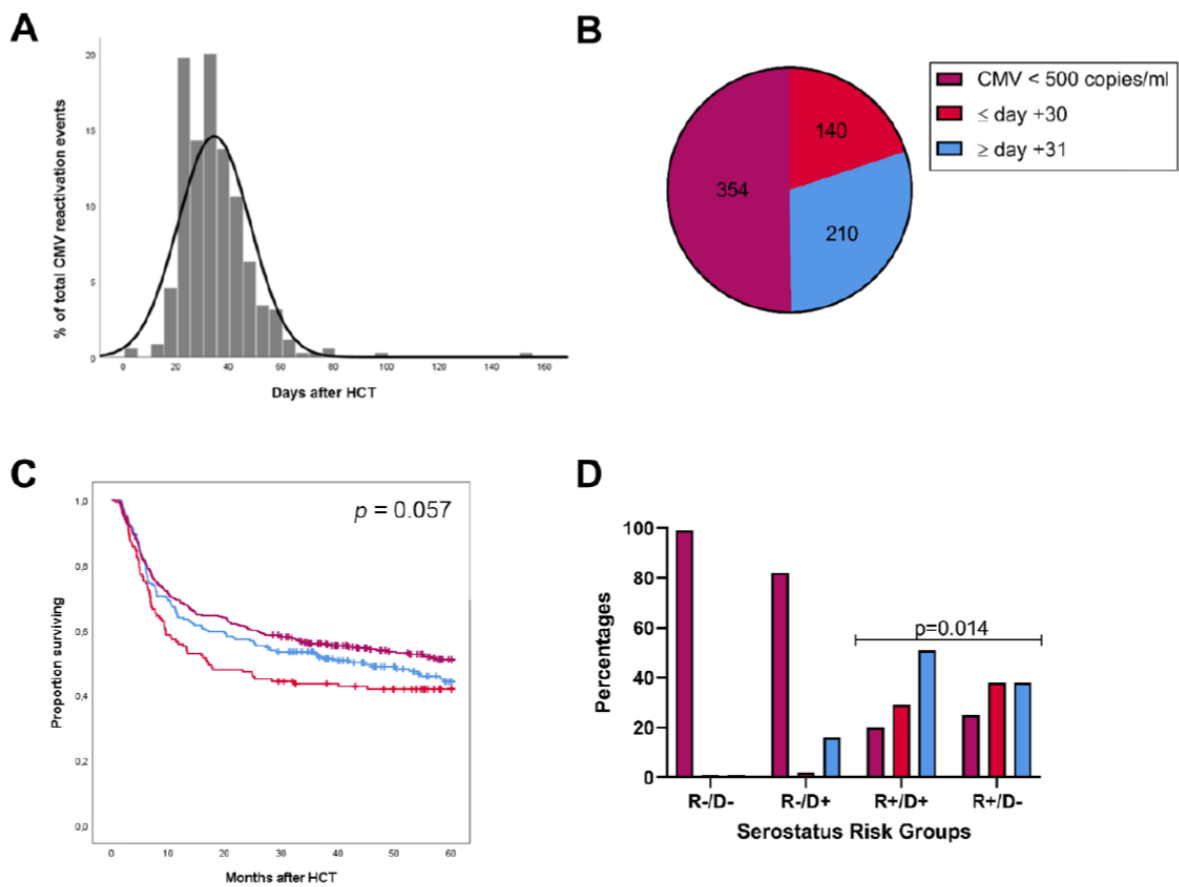 A
% of total CMV reactivation events
20
15
10
5
0
0 20 40 60 80 100 120 140 160
Days after HCT
B
140
354
210
CMV < 500 copies/ml
≤ day +30
≥ day +31
C
p = 0.057
Proportion surviving
1,0
0,8
0,6
0,4
0,2
0,0
0 10 20 30 40 50 60
Months after HCT
D
Percentages
100
80
60
40
20
0
p=0.014
R-/D- R-/D+ R+/D+ R+/D-
Serostatus Risk Groups